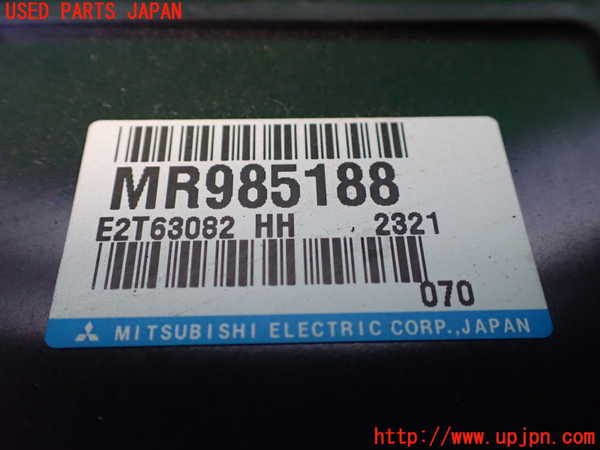 USED PARTS JAPAN
MR985188
E2T63082 HH 2321
070
MITSUBISHI ELECTRIC CORP., JAPAN
http://www.upjpn.com/